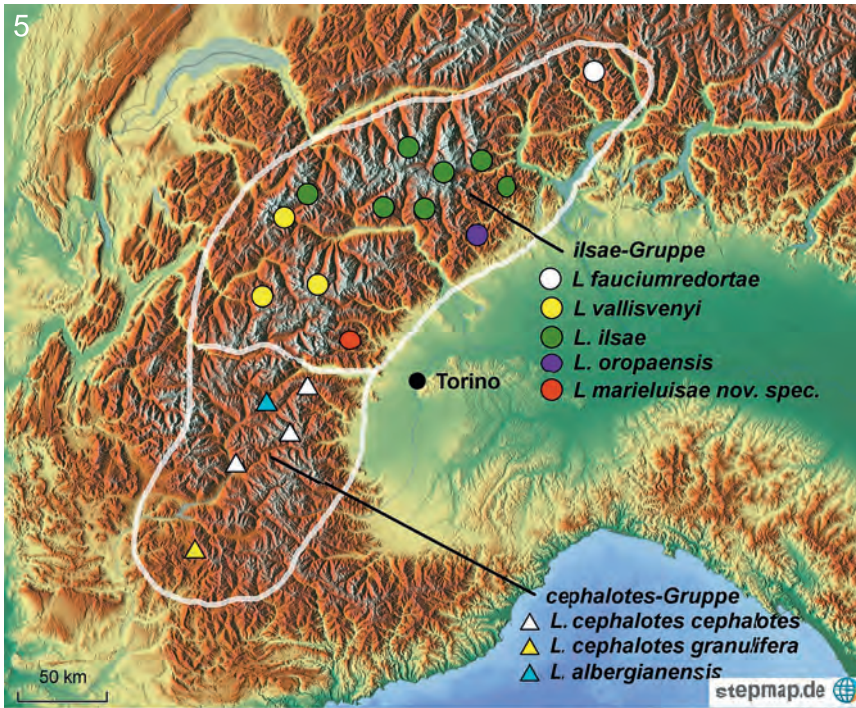 5
ilsae-Gruppe
L fauciumredortae
L vallisvenyi
L. ilsae
L. oropaensis
L marieluisae nov. spec.
Torino
cephalotes-Gruppe
L. cephalotes cephalotes
L. cephalotes granulifera
L. albergianensis
50 km
stepmap.de